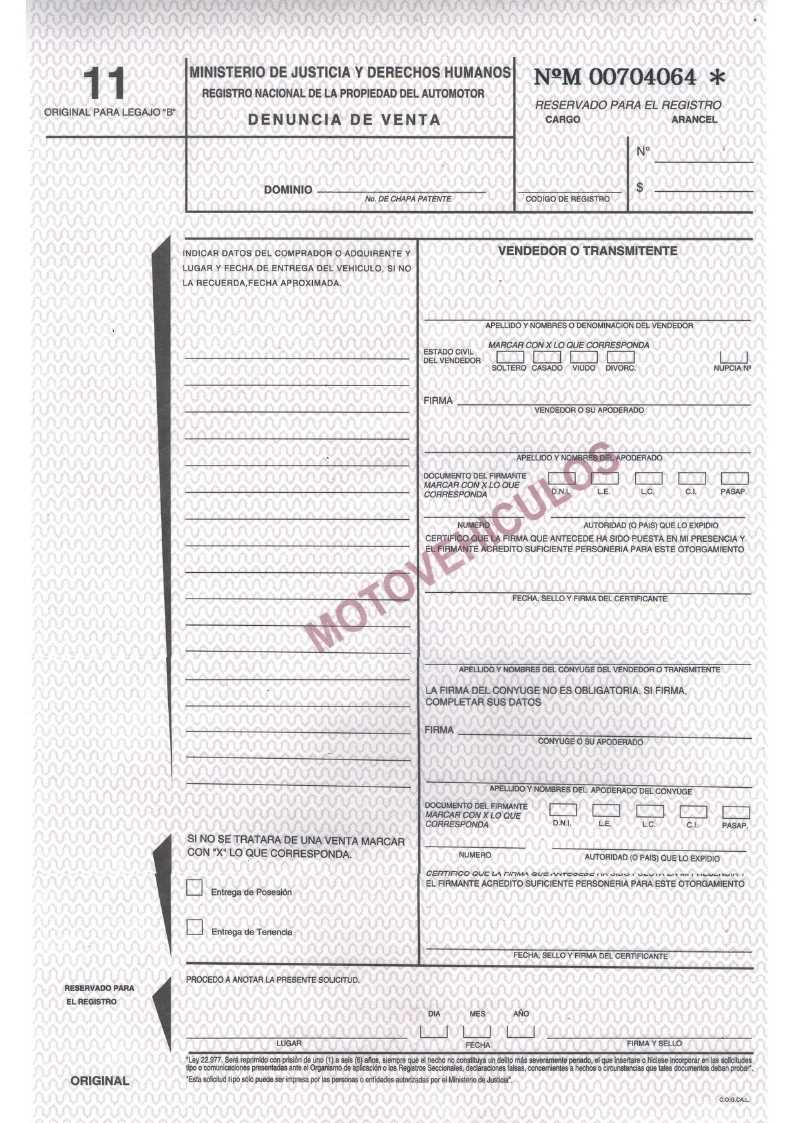 11
ORIGINAL PARA LEGAJO "B"
MINISTERIO DE JUSTICIA Y DERECHOS HUMANOS
REGISTRO NACIONAL DE LA PROPIEDAD DEL AUTOMOTOR
DENUNCIA DE VENTA
NºM 00704064 *
RESERVADO PARA EL REGISTRO
CARGO ARANCEL
Nº
$
DOMINIO
No. DE CHAPA PATENTE
CODIGO DE REGISTRO
INDICAR DATOS DEL COMPRADOR O ADQUIRENTE Y
LUGAR Y FECHA DE ENTREGA DEL VEHICULO, SI NO
LA RECUERDA,FECHA APROXIMADA.
VENDEDOR O TRANSMITENTE
APELLIDO Y NOMBRES O DENOMINACION DEL VENDEDOR
MARCAR CON X LO QUE CORRESPONDA
ESTADO CIVIL
DEL VENDEDOR
SOLTERO CASADO VIUDO DIVORC. NUPCIA Nº
FIRMA
VENDEDOR O SU APODERADO
APELLIDO Y NOMBRES DEL APODERADO
DOCUMENTO DEL FIRMANTE
MARCAR CON X LO QUE
CORRESPONDA
D.N.I. L.E. L.C. C.I. PASAP.
NUMERO AUTORIDAD (O PAIS) QUE LO EXPIDIO
CERTIFICO QUE LA FIRMA QUE ANTECEDE HA SIDO PUESTA EN MI PRESENCIA Y
EL FIRMANTE ACREDITO SUFICIENTE PERSONERIA PARA ESTE OTORGAMIENTO
FECHA, SELLO Y FIRMA DEL CERTIFICANTE
MOTOVEHICULOS
APELLIDO Y NOMBRES DEL CONYUGE DEL VENDEDOR O TRANSMITENTE
LA FIRMA DEL CONYUGE NO ES OBLIGATORIA. SI FIRMA,
COMPLETAR SUS DATOS
FIRMA
CONYUGE O SU APODERADO
APELLIDO Y NOMBRES DEL APODERADO DEL CONYUGE
DOCUMENTO DEL FIRMANTE
MARCAR CON X LO QUE
CORRESPONDA
D.N.I. L.E. L.C. C.I. PASAP.
NUMERO AUTORIDAD (O PAIS) QUE LO EXPIDIO
CERTIFICO QUE LA FIRMA QUE
EL FIRMANTE ACREDITO SUFICIENTE PERSONERIA PARA ESTE OTORGAMIENTO
FECHA, SELLO Y FIRMA DEL CERTIFICANTE
SI NO SE TRATARA DE UNA VENTA MARCAR
CON "X" LO QUE CORRESPONDA.
Entrega de Posesión
Entrega de Tenencia
RESERVADO PARA
EL REGISTRO
PROCEDO A ANOTAR LA PRESENTE SOLICITUD.
DIA MES AÑO
LUGAR FECHA FIRMA Y SELLO
"Ley 22.977. Será reprimido con prisión de uno (1) a seis (6) años, siempre que el hecho no constituya un delito más severamente penado, el que insertare o hiciese incorporar en las solicitudes
tipo o comunicaciones presentadas ante el Organismo de aplicación o los Registros Seccionales, declaraciones falsas, concernientes a hechos o circunstancias que tales documentos deban probar".
"Esta solicitud tipo sólo puede ser impresa por las personas o entidades autorizadas por el Ministerio de Justicia".
ORIGINAL